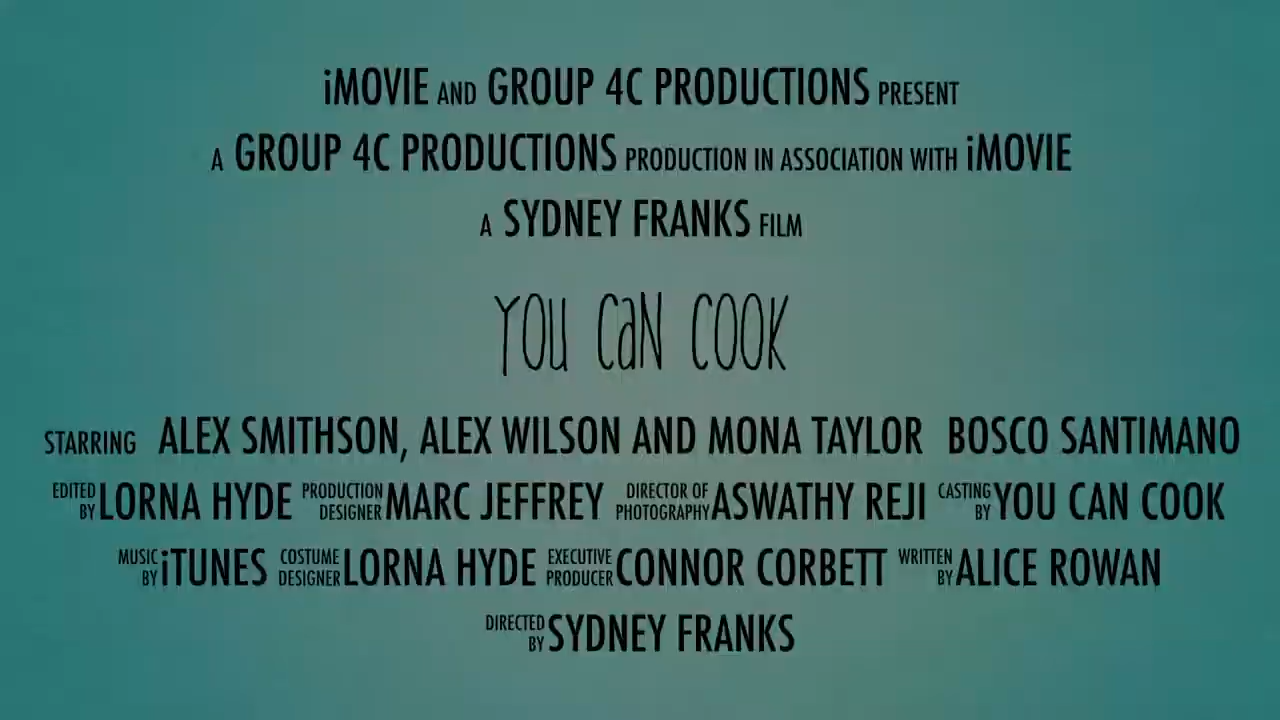 iMOVIE AND GROUP 4C PRODUCTIONS PRESENT
A GROUP 4C PRODUCTIONS PRODUCTION IN ASSOCIATION WITH iMOVIE
A SYDNEY FRANKS FILM
YOU CaN COOK
STARRING ALEX SMITHSON, ALEX WILSON AND MONA TAYLOR BOSCO SANTIMANO
EDITED BY LORNA HYDE PRODUCTION DESIGNER MARC JEFFREY DIRECTOR OF PHOTOGRAPHY ASWATHY REJI CASTING BY YOU CAN COOK
MUSIC BY iTUNES COSTUME DESIGNER LORNA HYDE EXECUTIVE PRODUCER CONNOR CORBETT WRITTEN BY ALICE ROWAN
DIRECTED BY SYDNEY FRANKS